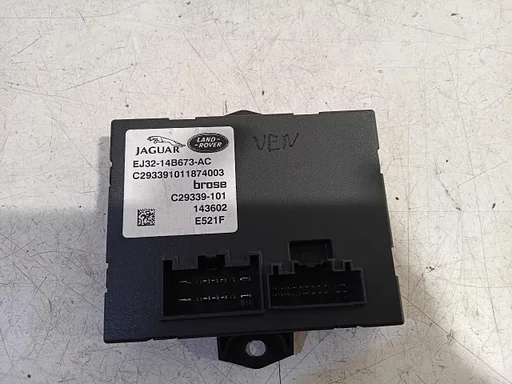 JAGUAR
LAND-
ROVER
EJ32-14B673-AC
C293391011874003
brose
C29339-101
143602
E521F
VEN